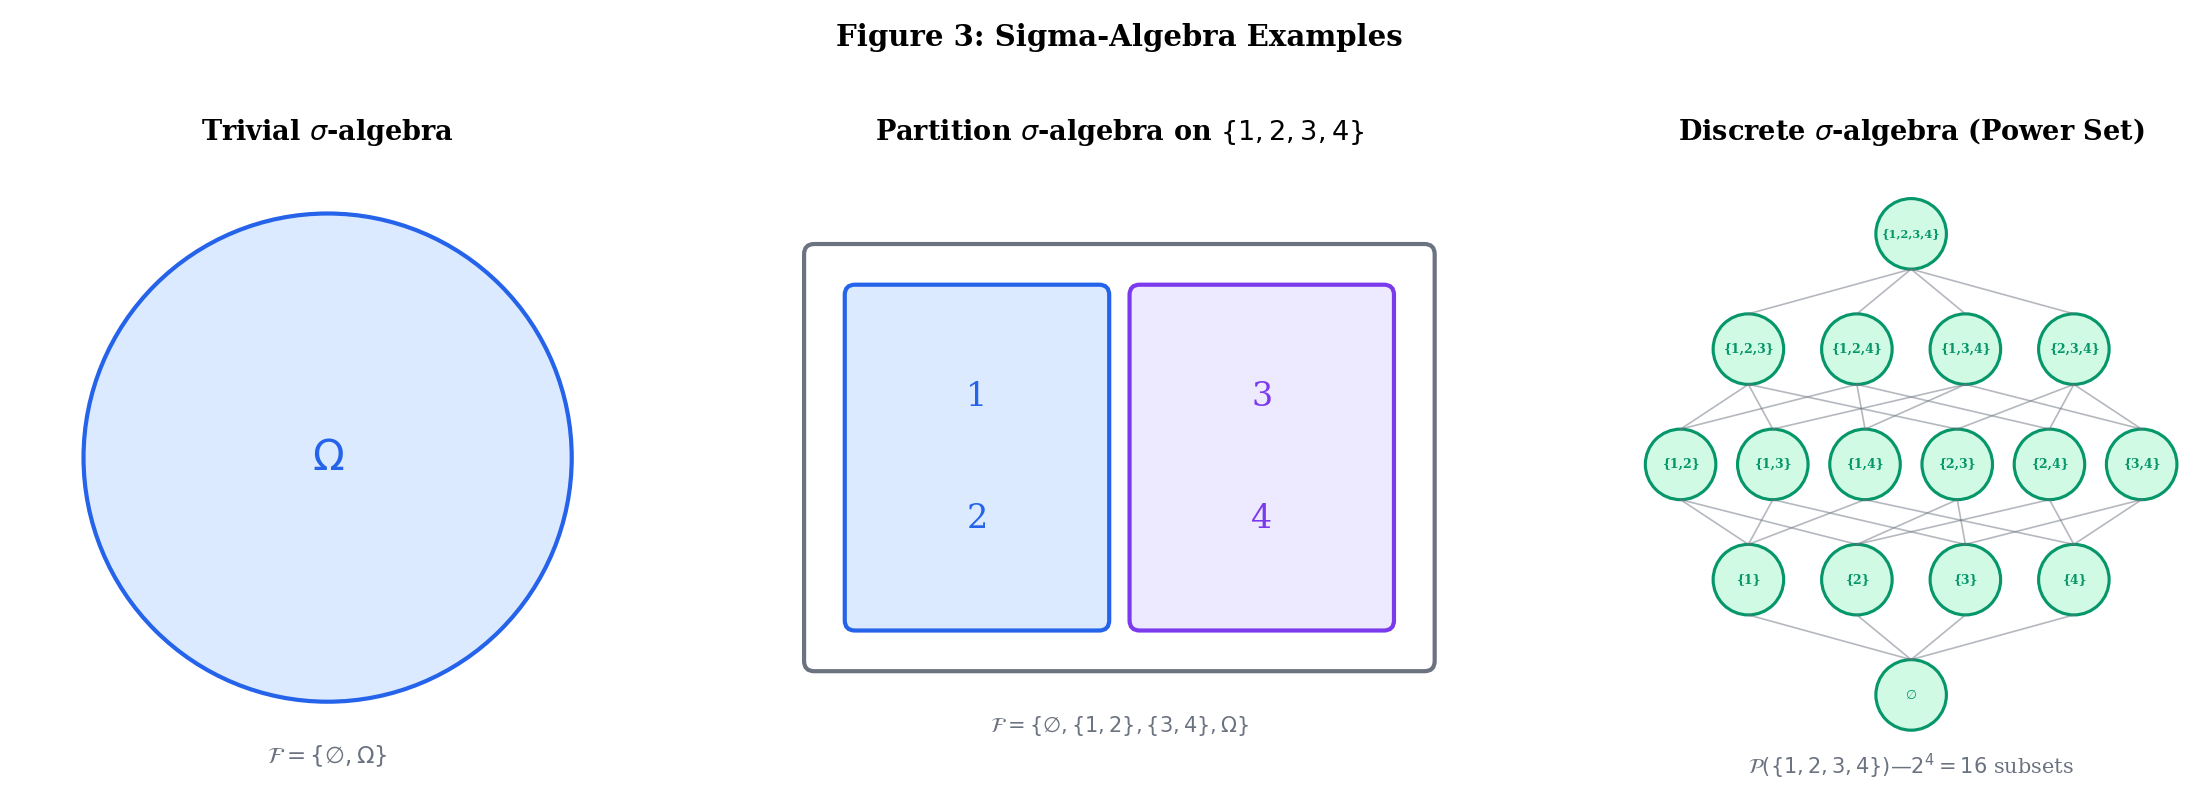 Figure 3: Sigma-Algebra Examples
Trivial σ-algebra
Ω
ℱ = {∅, Ω}
Partition σ-algebra on {1, 2, 3, 4}
1
2
3
4
ℱ = {∅, {1, 2}, {3, 4}, Ω}
Discrete σ-algebra (Power Set)
{1,2,3,4}
{1,2,3} {1,2,4} {1,3,4} {2,3,4}
{1,2} {1,3} {1,4} {2,3} {2,4} {3,4}
{1} {2} {3} {4}
∅
𝒫({1, 2, 3, 4})—2⁴ = 16 subsets